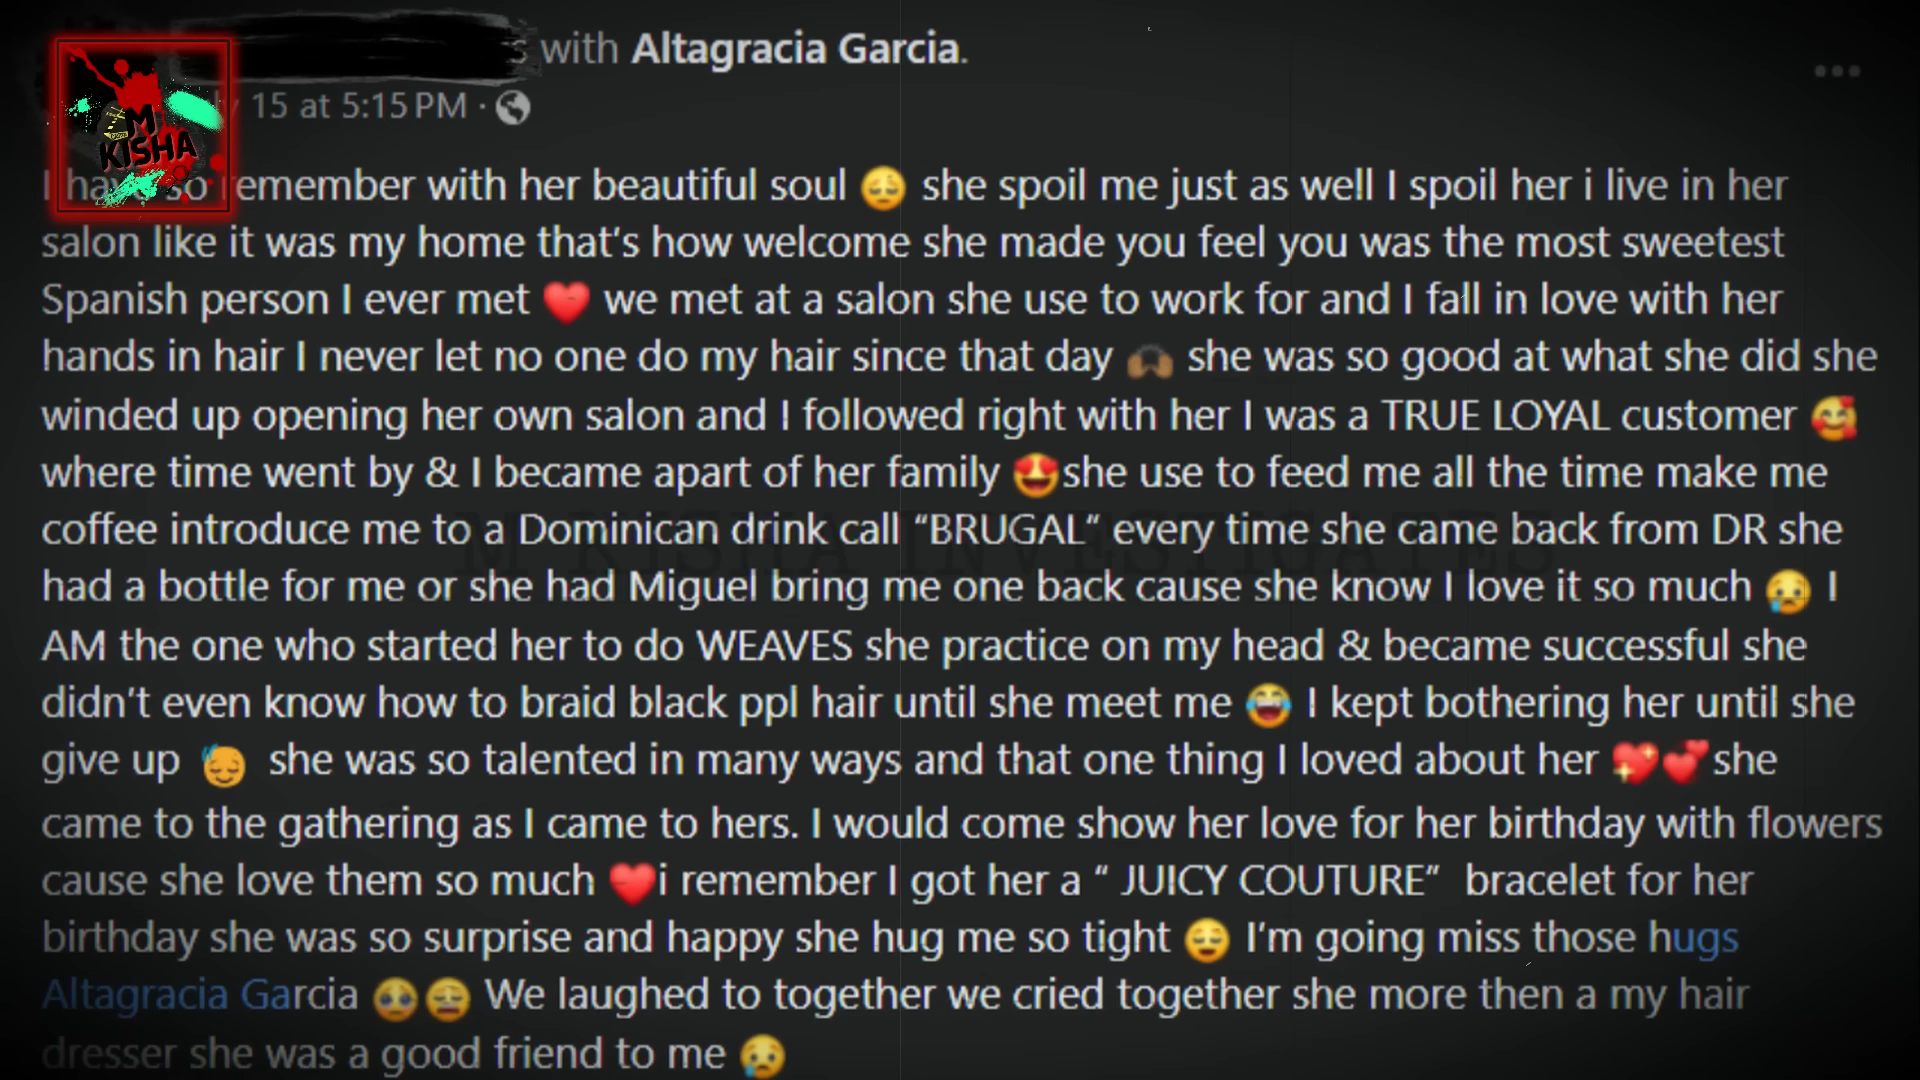 with Altagracia Garcia.
15 at 5:15 PM ·
M
KISHA
I have so remember with her beautiful soul 😔 she spoil me just as well I spoil her i live in her
salon like it was my home that's how welcome she made you feel you was the most sweetest
Spanish person I ever met ❤️ we met at a salon she use to work for and I fall in love with her
hands in hair I never let no one do my hair since that day 🙌🏾 she was so good at what she did she
winded up opening her own salon and I followed right with her I was a TRUE LOYAL customer 🥰
where time went by & I became apart of her family 😍she use to feed me all the time make me
coffee introduce me to a Dominican drink call “BRUGAL“ every time she came back from DR she
had a bottle for me or she had Miguel bring me one back cause she know I love it so much 😢 I
M KISHA INVESTIGATES
AM the one who started her to do WEAVES she practice on my head & became successful she
didn't even know how to braid black ppl hair until she meet me 😂 I kept bothering her until she
give up 😓 she was so talented in many ways and that one thing I loved about her 💖💕she
came to the gathering as I came to hers. I would come show her love for her birthday with flowers
cause she love them so much ❤️i remember I got her a “ JUICY COUTURE” bracelet for her
birthday she was so surprise and happy she hug me so tight 😌 I'm going miss those hugs
Altagracia Garcia 🥺😩 We laughed to together we cried together she more then a my hair
dresser she was a good friend to me 😢